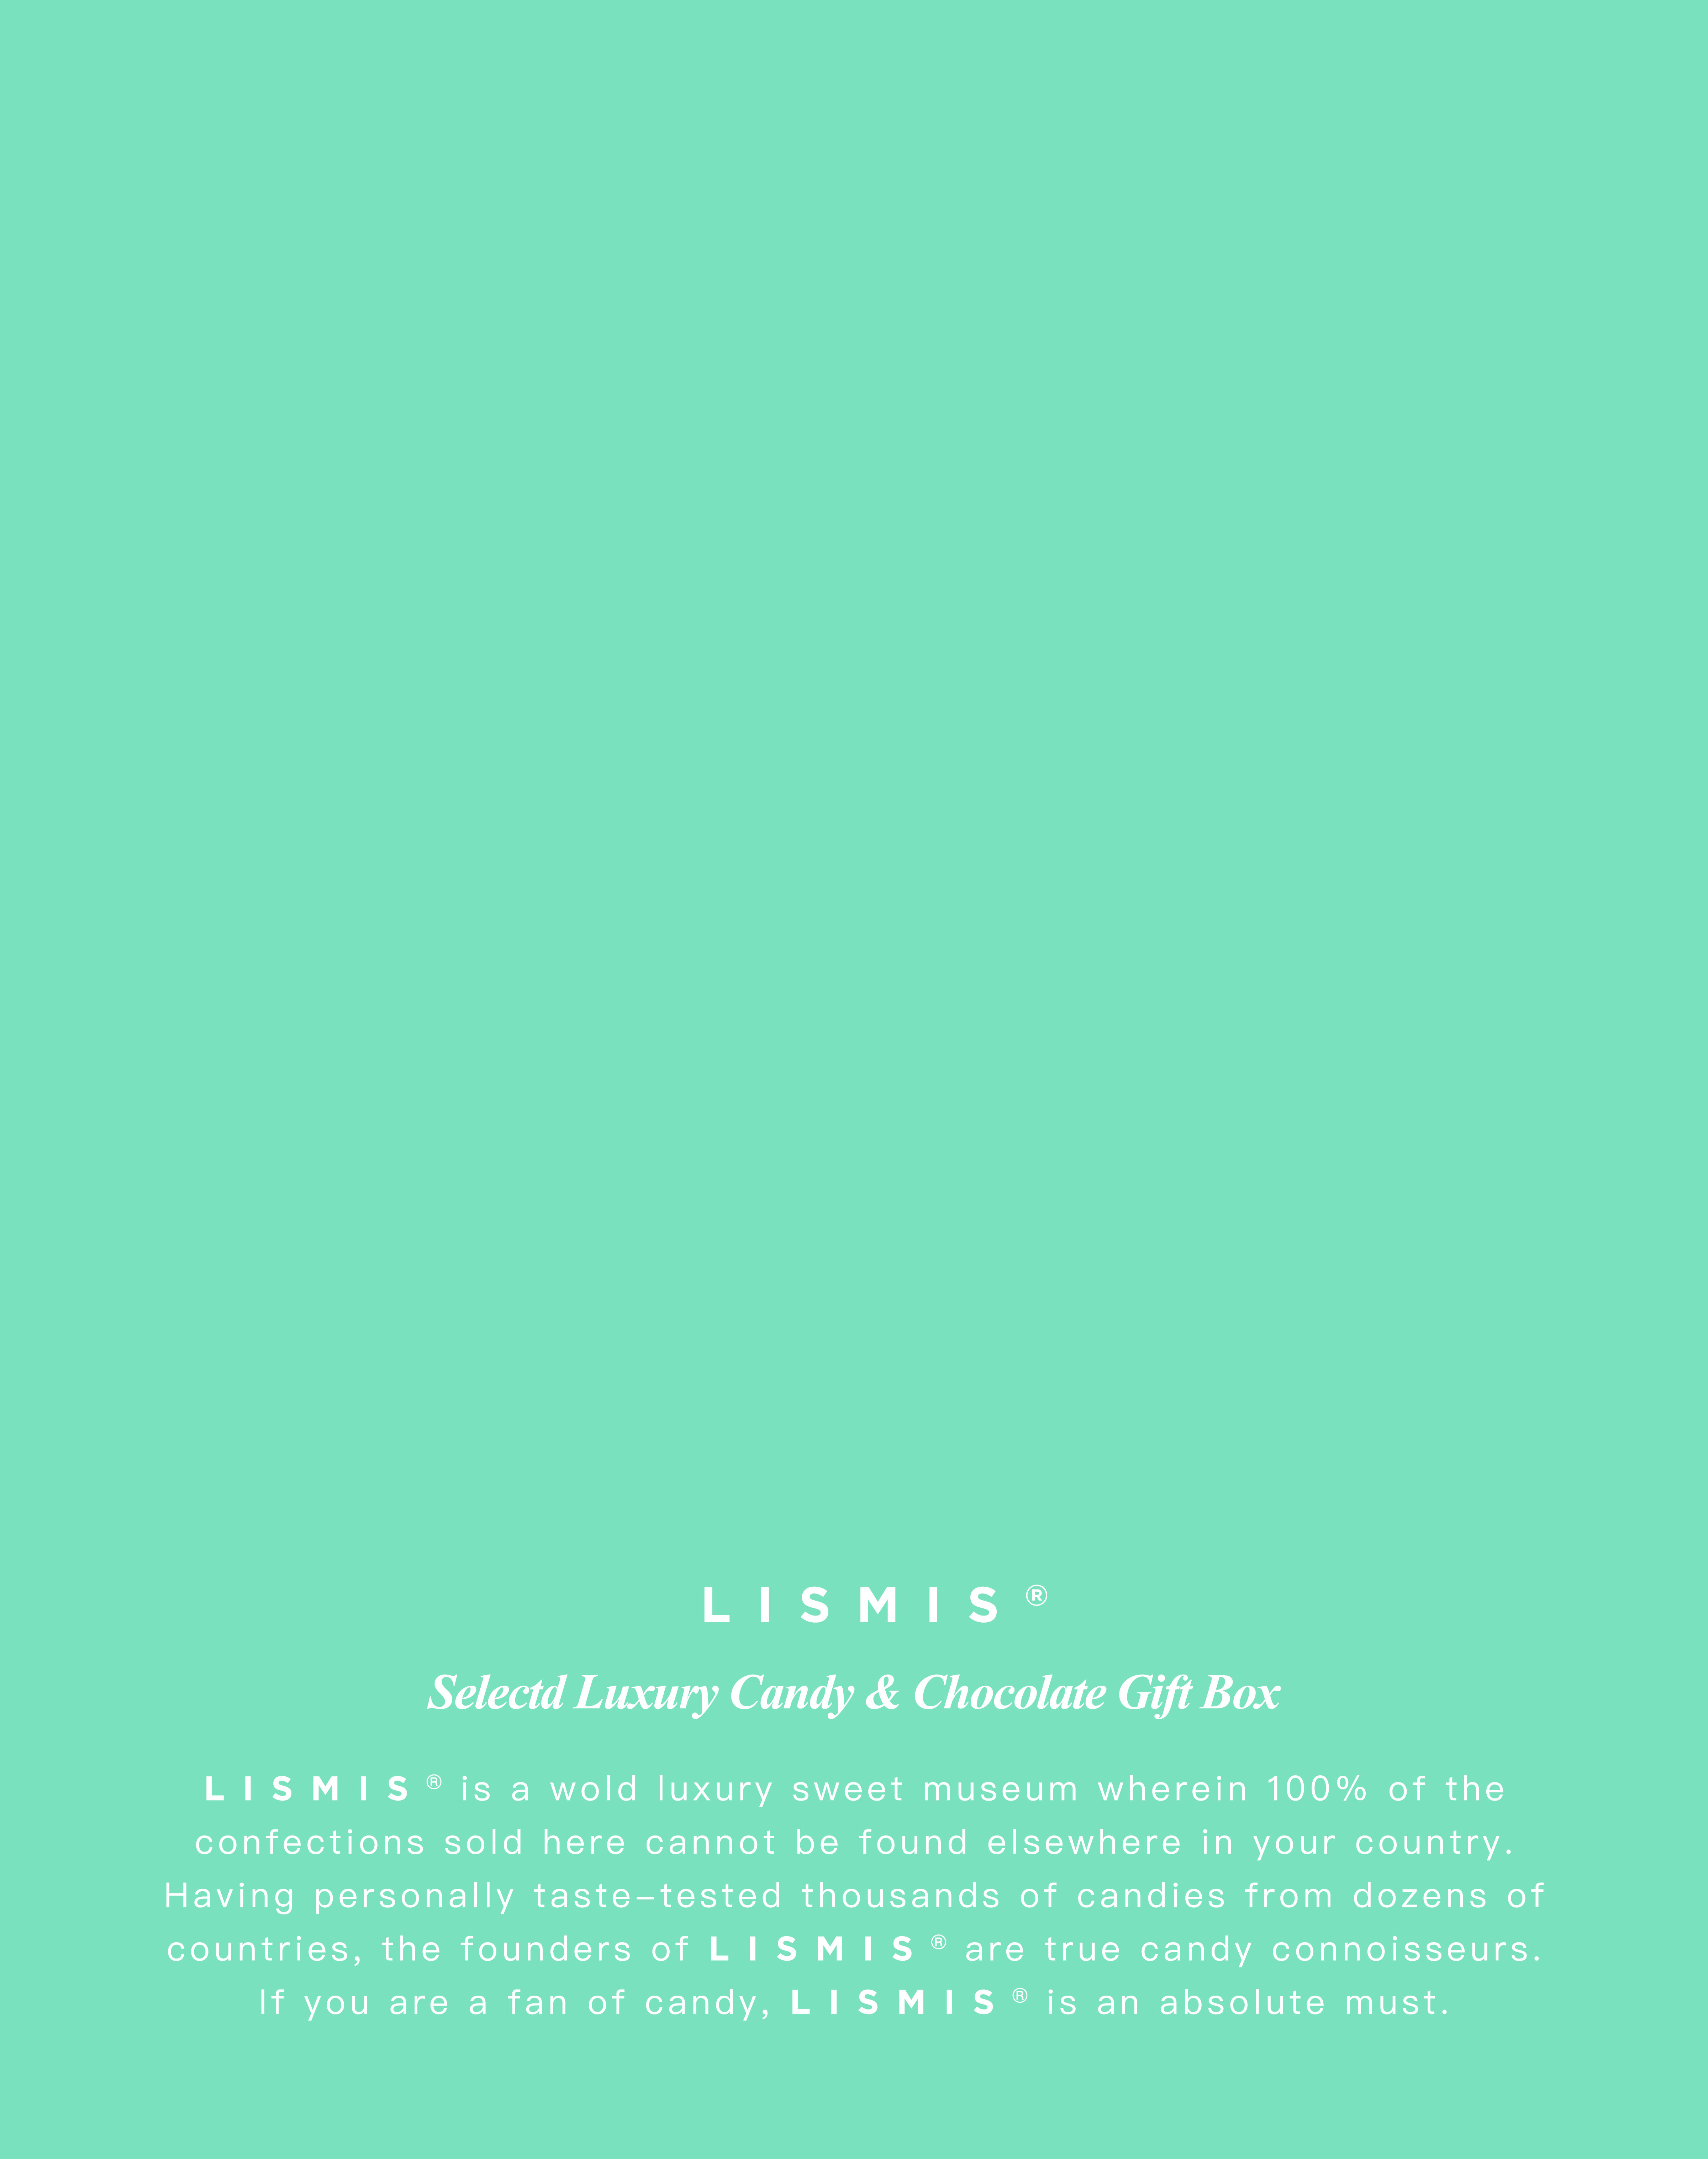 LISMIS®
Selectd Luxury Candy & Chocolate Gift Box
LISMIS® is a wold luxury sweet museum wherein 100% of the
confections sold here cannot be found elsewhere in your country.
Having personally taste–tested thousands of candies from dozens of
countries, the founders of LISMIS® are true candy connoisseurs.
If you are a fan of candy, LISMIS® is an absolute must.